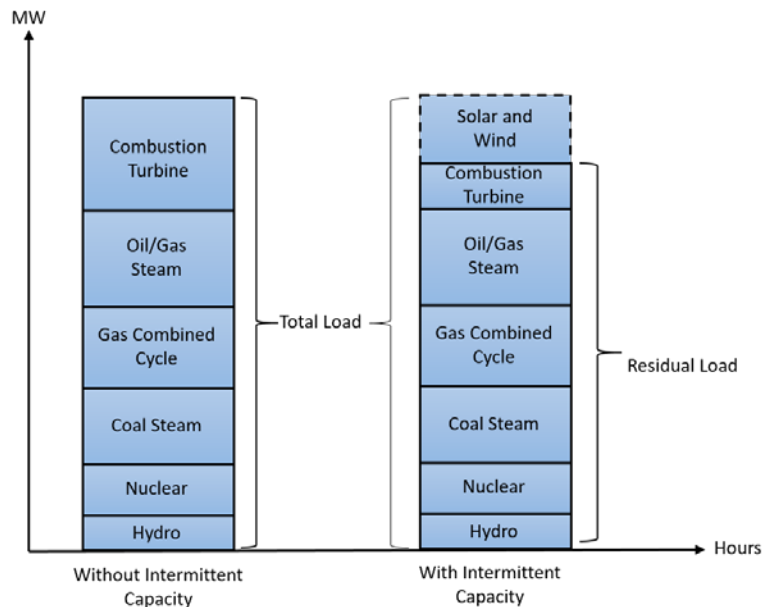 MW
Combustion
Turbine
Oil/Gas
Steam
Gas Combined
Cycle
Coal Steam
Nuclear
Hydro
Total Load
Solar and
Wind
Combustion
Turbine
Oil/Gas
Steam
Gas Combined
Cycle
Coal Steam
Nuclear
Hydro
Residual Load
Hours
Without Intermittent
Capacity
With Intermittent
Capacity